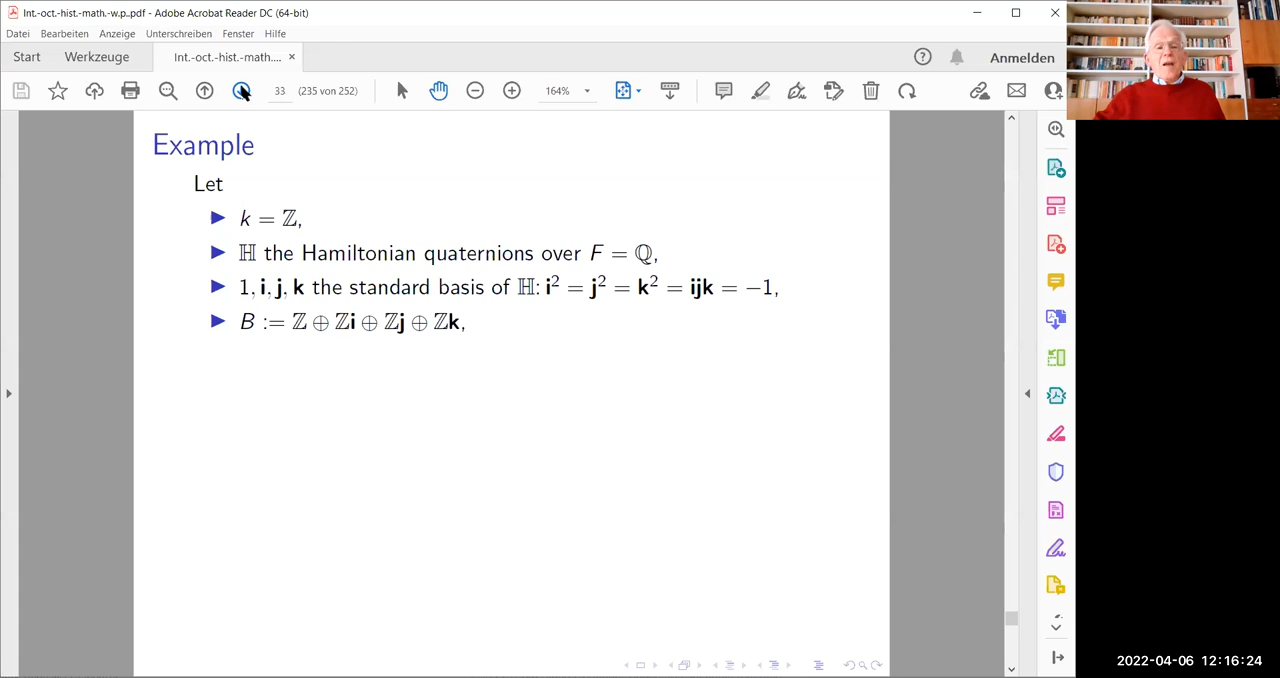 Int.-oct.-hist.-math.-w.p..pdf - Adobe Acrobat Reader DC (64-bit)
Datei Bearbeiten Anzeige Unterschreiben Fenster Hilfe
Start Werkzeuge Int.-oct.-hist.-math.... × Anmelden
33 (235 von 252) 164%
Example
Let
▶ k = ℤ,
▶ ℍ the Hamiltonian quaternions over F = ℚ,
▶ 1, i, j, k the standard basis of ℍ: i² = j² = k² = ijk = −1,
▶ B := ℤ ⊕ ℤi ⊕ ℤj ⊕ ℤk,
2022-04-06 12:16:24